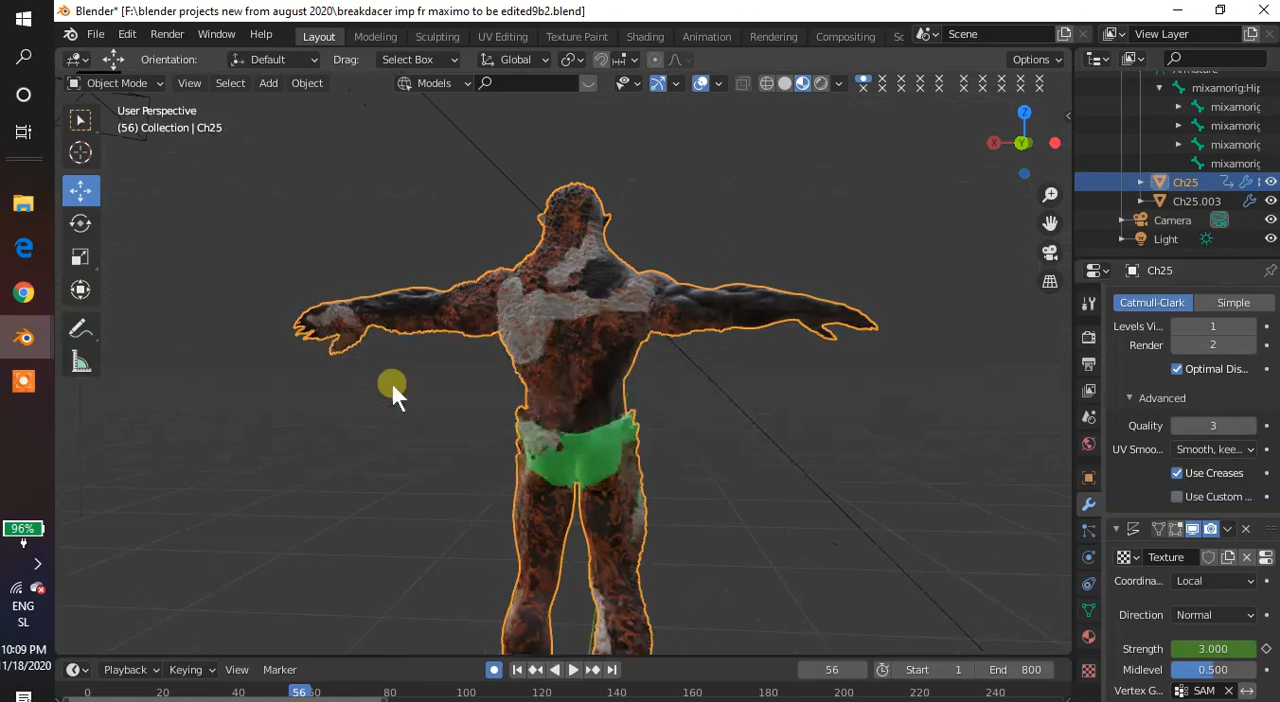 Blender* [F:\blender projects new from august 2020\breakdacer imp fr maximo to be edited9b2.blend]
File Edit Render Window Help Layout Modeling Sculpting UV Editing Texture Paint Shading Animation Rendering Compositing Sc Scene View Layer
Orientation: Default Drag: Select Box Global Options
Object Mode View Select Add Object Models
User Perspective
(56) Collection | Ch25
X Y Z
Armature
mixamorig:Hip
mixamorig
mixamorig
mixamorig
mixamorig
Ch25
Ch25.003
Camera
Light
Ch25
Catmull-Clark Simple
Levels Vi... 1
Render 2
Optimal Dis...
Advanced
Quality 3
UV Smoo... Smooth, kee...
Use Creases
Use Custom ...
Texture
Coordina... Local
Direction Normal
Strength 3.000
Midlevel 0.500
Vertex G... SAM
Playback Keying View Marker 56 Start 1 End 800
0 20 40 56 60 80 100 120 140 160 180 200 220 240
96%
ENG
SL
10:09 PM
11/18/2020